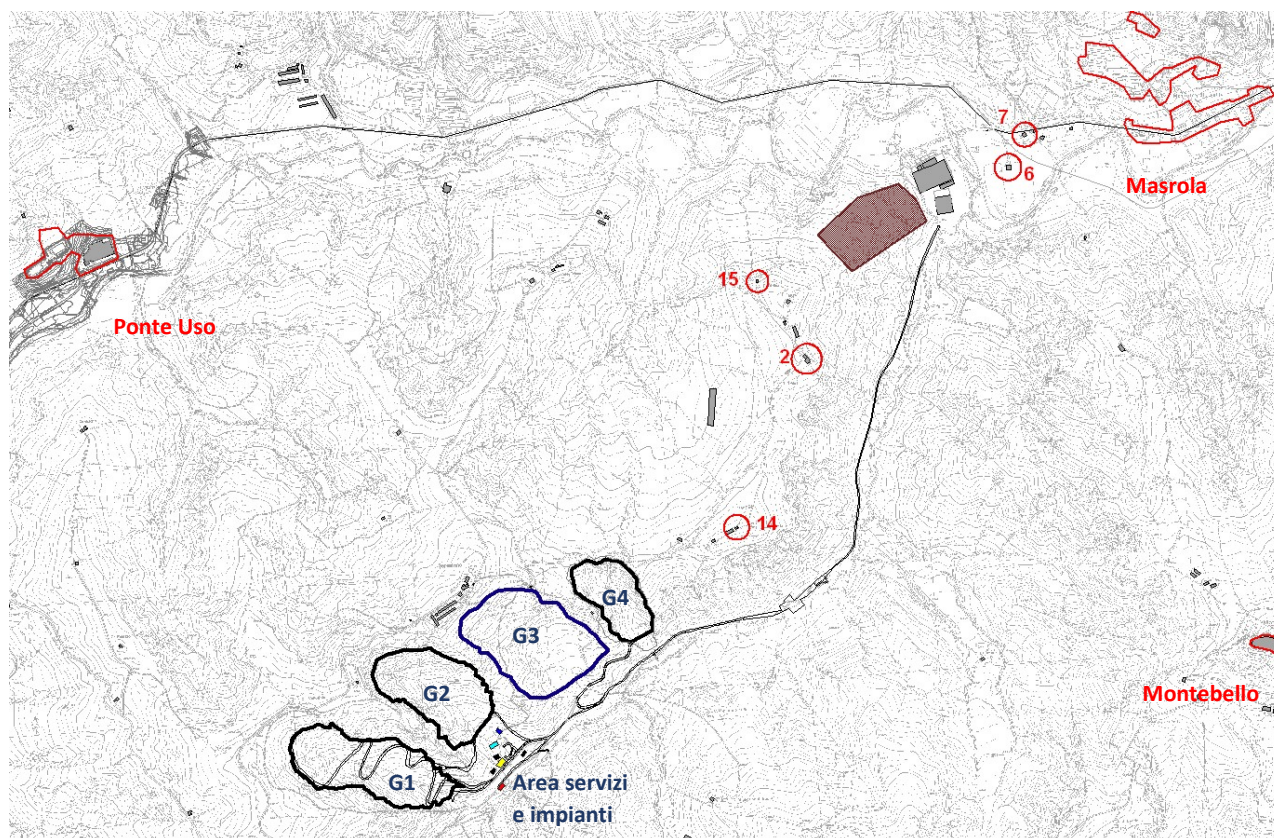 7
6
Masrola
15
Ponte Uso
2
14
G4
G3
G2
Montebello
G1
Area servizi
e impianti